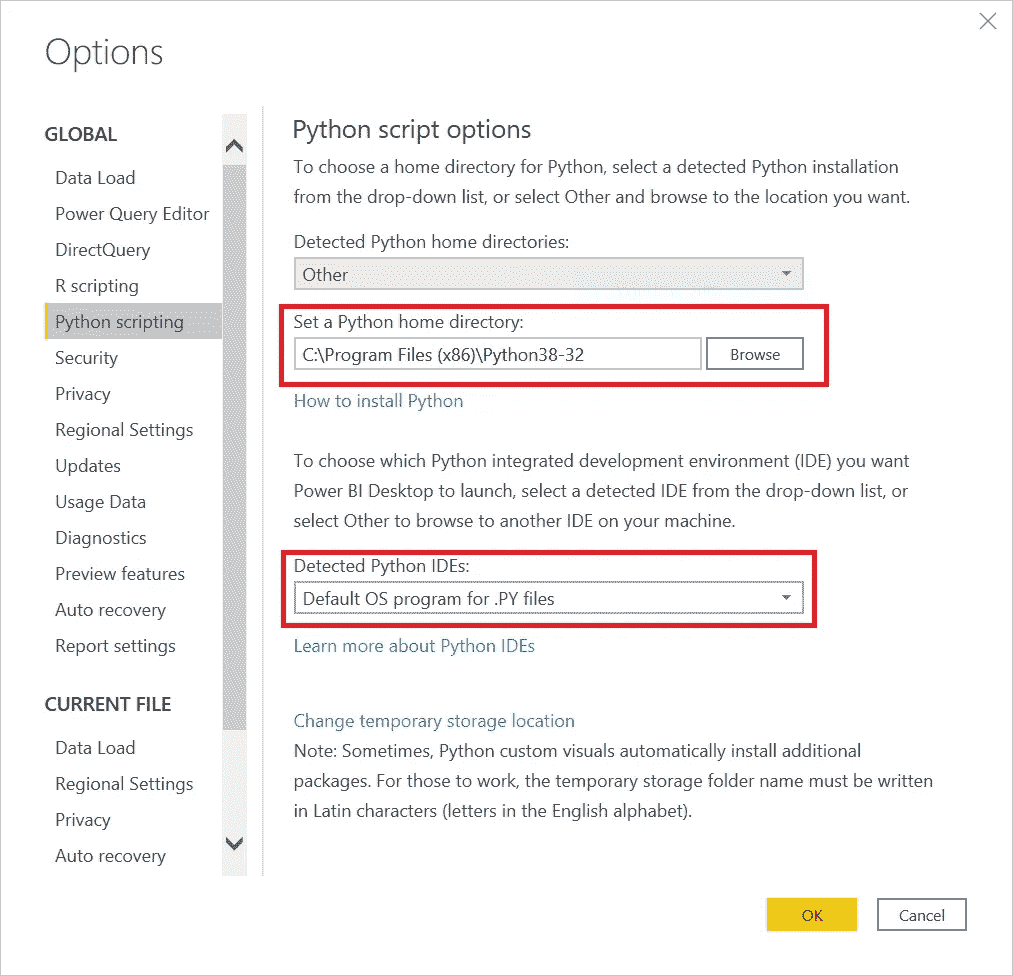 Options
GLOBAL
Data Load
Power Query Editor
DirectQuery
R scripting
Python scripting
Security
Privacy
Regional Settings
Updates
Usage Data
Diagnostics
Preview features
Auto recovery
Report settings
CURRENT FILE
Data Load
Regional Settings
Privacy
Auto recovery
Python script options
To choose a home directory for Python, select a detected Python installation
from the drop-down list, or select Other and browse to the location you want.
Detected Python home directories:
Other
Set a Python home directory:
C:\Program Files (x86)\Python38-32
Browse
How to install Python
To choose which Python integrated development environment (IDE) you want
Power BI Desktop to launch, select a detected IDE from the drop-down list, or
select Other to browse to another IDE on your machine.
Detected Python IDEs:
Default OS program for .PY files
Learn more about Python IDEs
Change temporary storage location
Note: Sometimes, Python custom visuals automatically install additional
packages. For those to work, the temporary storage folder name must be written
in Latin characters (letters in the English alphabet).
OK
Cancel